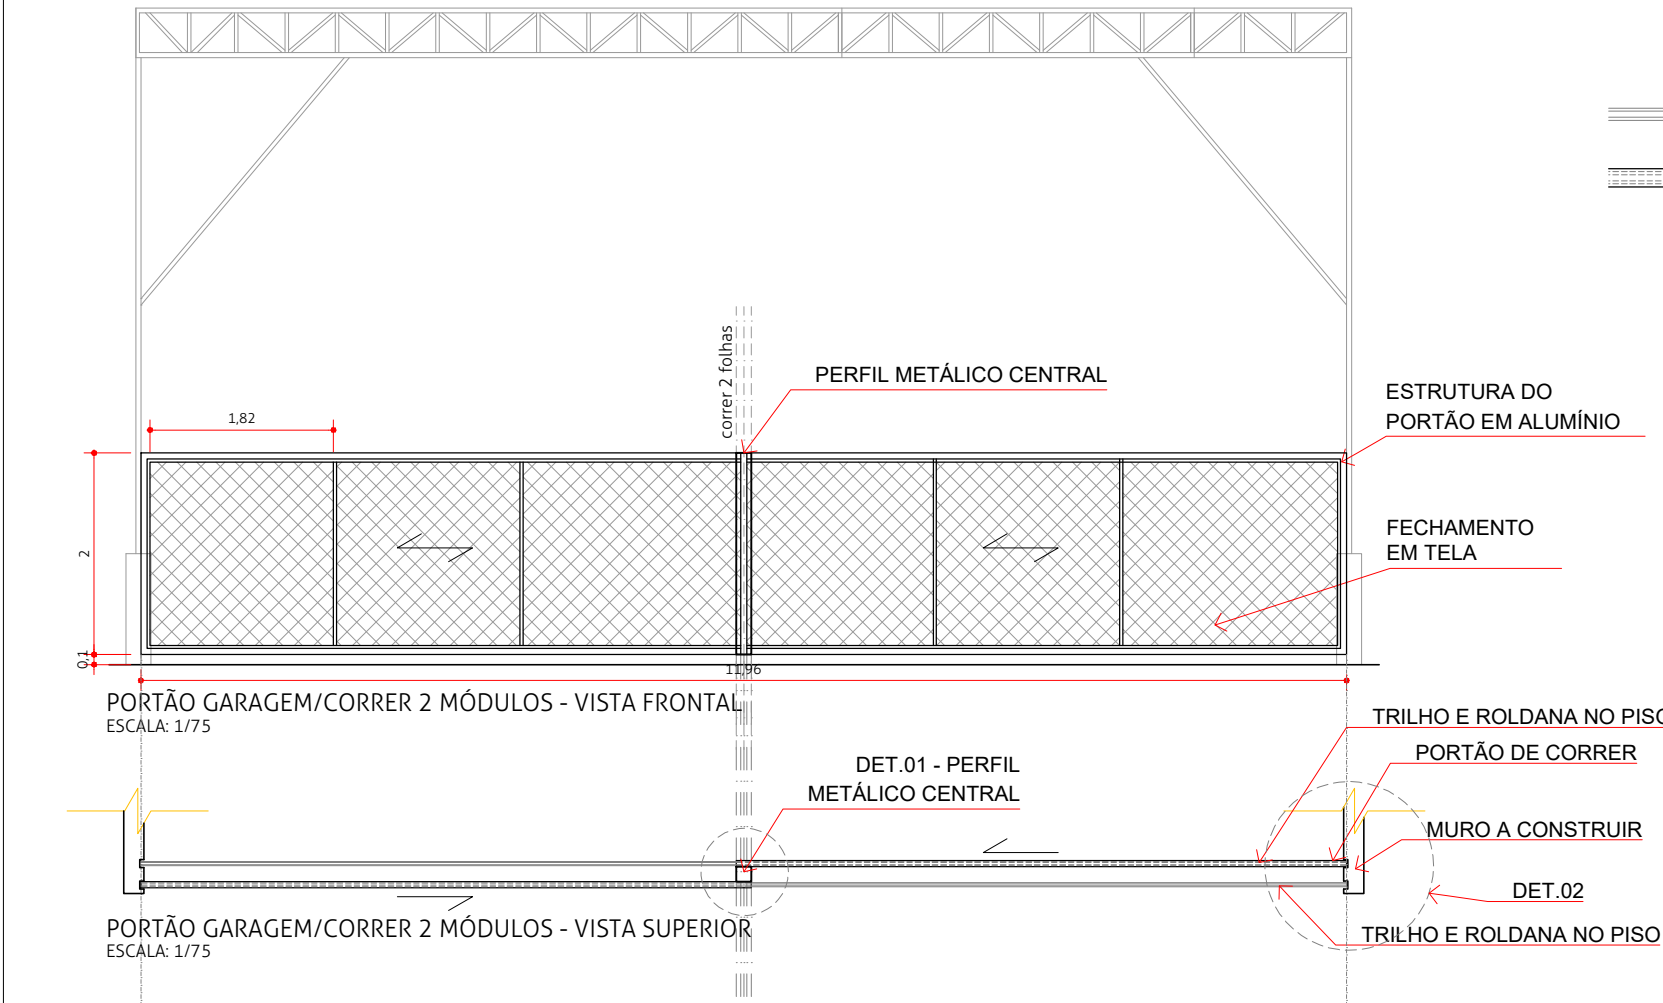 correr 2 folhas
PERFIL METÁLICO CENTRAL
ESTRUTURA DO
PORTÃO EM ALUMÍNIO
1,82
FECHAMENTO
EM TELA
2
0,1
11,96
PORTÃO GARAGEM/CORRER 2 MÓDULOS - VISTA FRONTAL
ESCALA: 1/75
TRILHO E ROLDANA NO PISO
PORTÃO DE CORRER
DET.01 - PERFIL
METÁLICO CENTRAL
MURO A CONSTRUIR
DET.02
PORTÃO GARAGEM/CORRER 2 MÓDULOS - VISTA SUPERIOR
ESCALA: 1/75
TRILHO E ROLDANA NO PISO